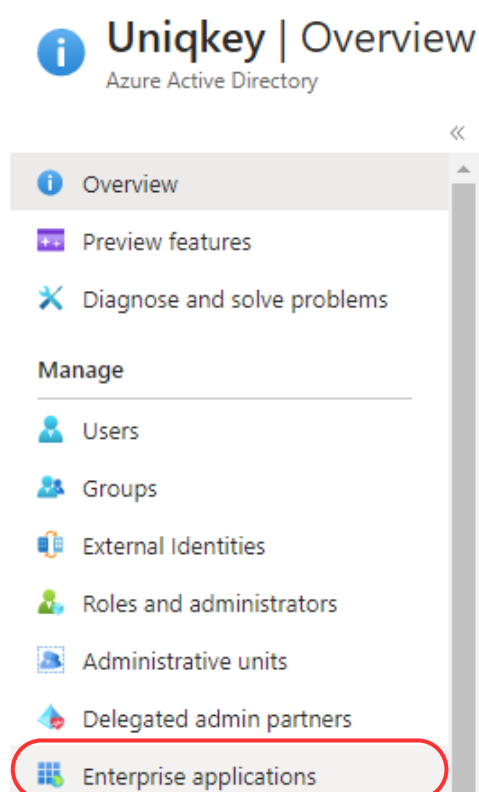 Uniqkey | Overview
Azure Active Directory
Overview
Preview features
Diagnose and solve problems
Manage
Users
Groups
External Identities
Roles and administrators
Administrative units
Delegated admin partners
Enterprise applications